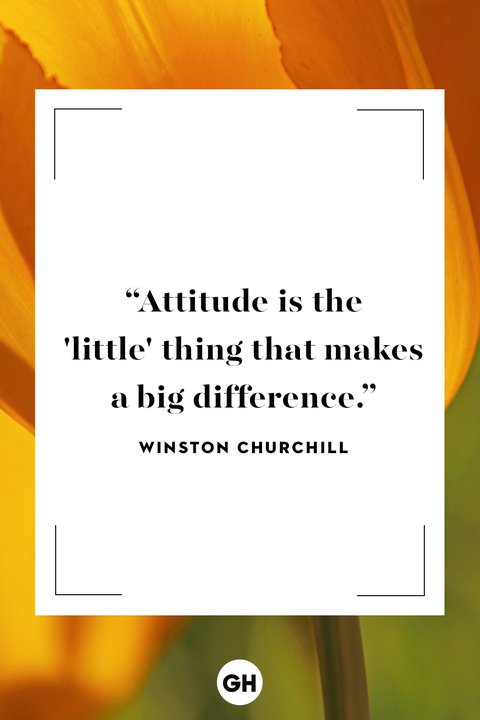 “Attitude is the
'little' thing that makes
a big difference.”
WINSTON CHURCHILL
GH